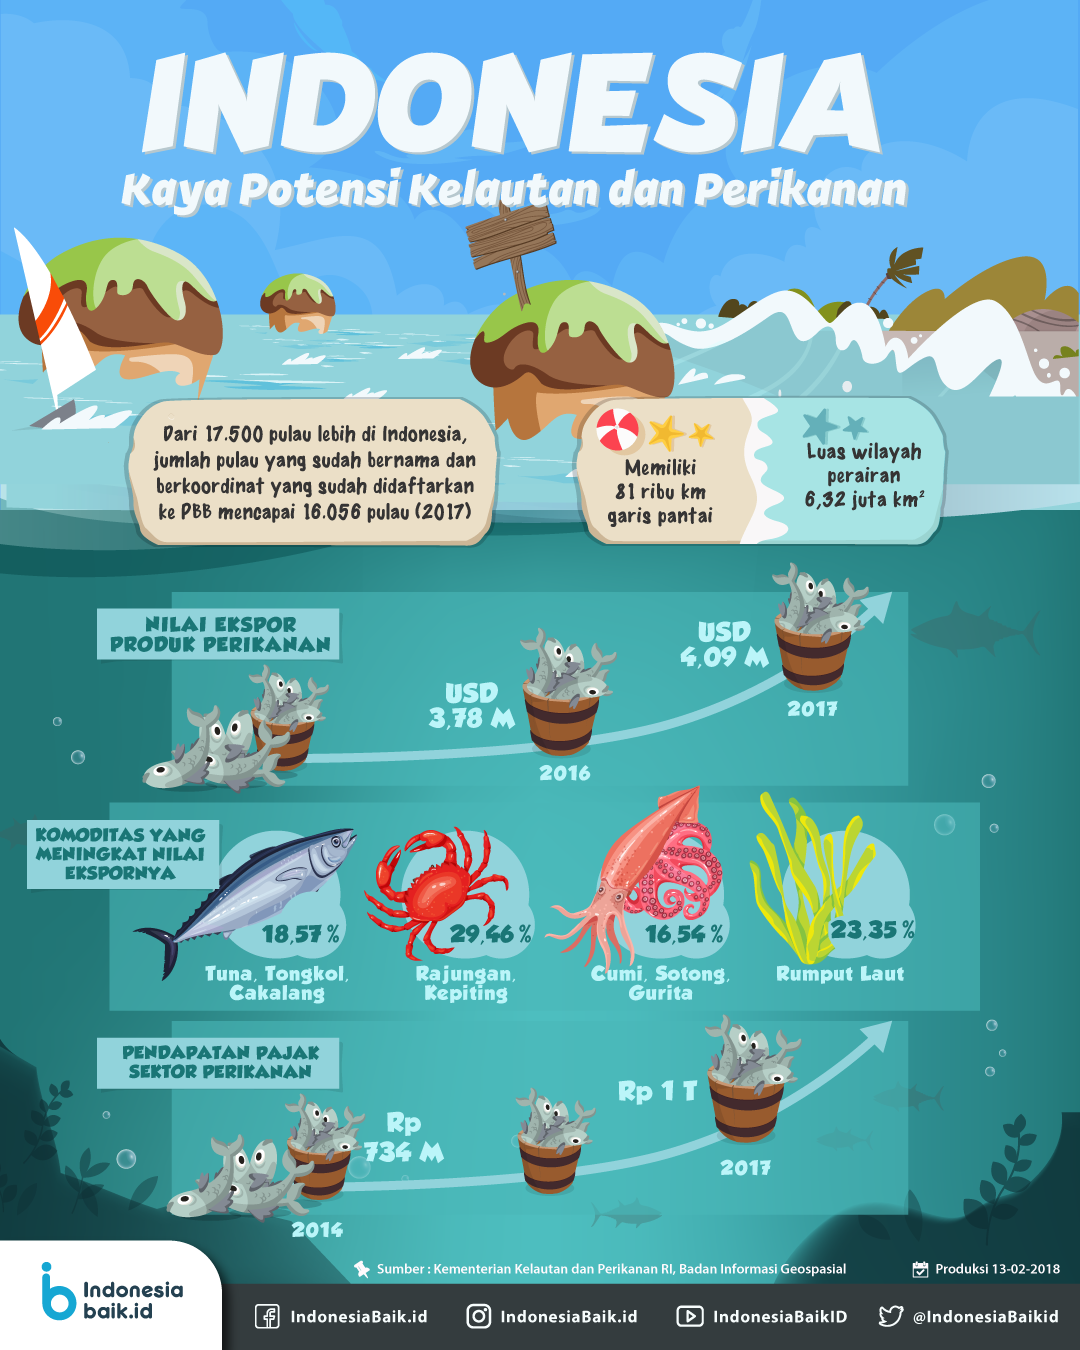 INDONESIA
Kaya Potensi Kelautan dan Perikanan
Dari 17.500 pulau lebih di Indonesia,
jumlah pulau yang sudah bernama dan
berkoordinat yang sudah didaftarkan
ke PBB mencapai 16.056 pulau (2017)
Memiliki
81 ribu km
garis pantai
Luas wilayah
perairan
6,32 juta km²
NILAI EKSPOR
PRODUK PERIKANAN
USD
3,78 M
2016
USD
4,09 M
2017
KOMODITAS YANG
MENINGKAT NILAI
EKSPORNYA
18,57 %
Tuna, Tongkol,
Cakalang
29,46 %
Rajungan,
Kepiting
16,54 %
Cumi, Sotong,
Gurita
23,35 %
Rumput Laut
PENDAPATAN PAJAK
SEKTOR PERIKANAN
Rp
734 M
2014
Rp 1 T
2017
Sumber : Kementerian Kelautan dan Perikanan RI, Badan Informasi Geospasial
Produksi 13-02-2018
Indonesia
baik.id
IndonesiaBaik.id
IndonesiaBaik.id
IndonesiaBaikID
@IndonesiaBaikid